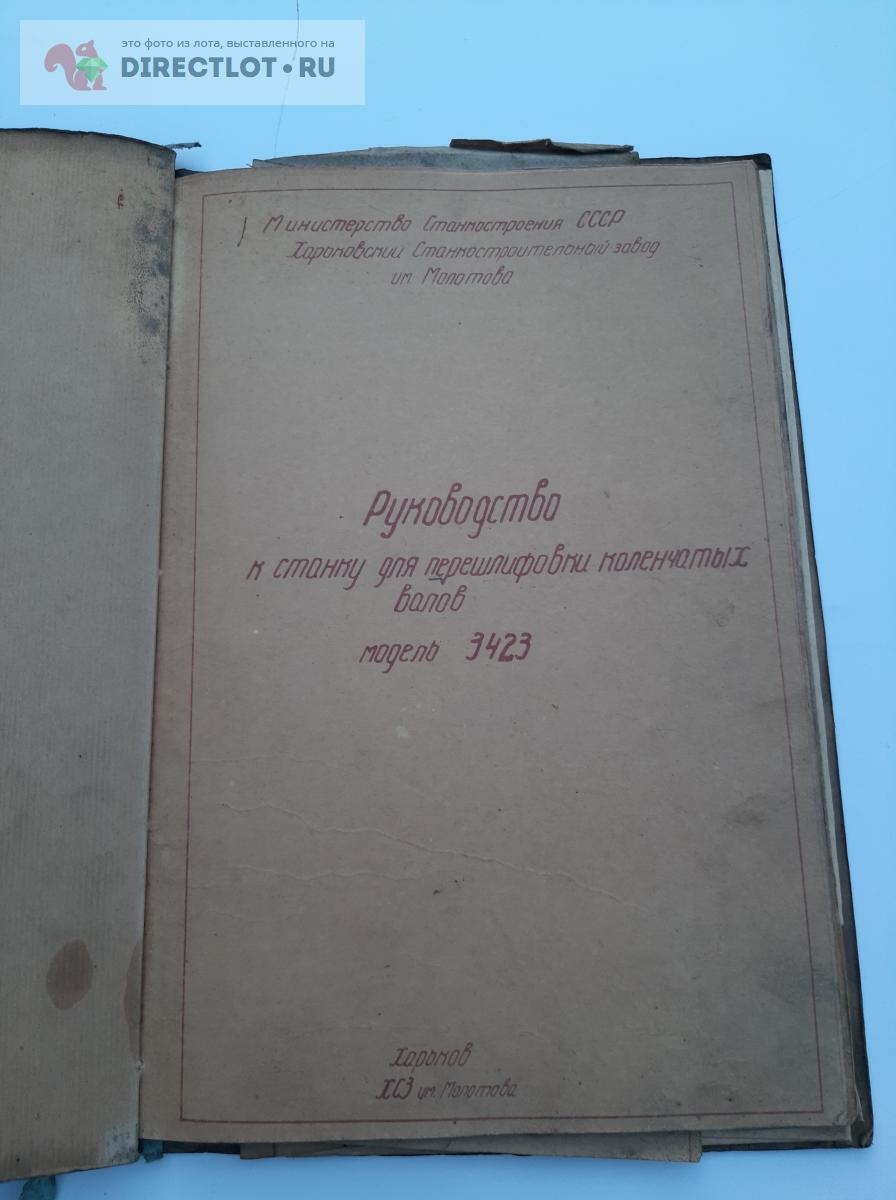 это фото из лота, выставленного на
DIRECTLOT.RU
Министерство Станкостроения СССР
Харьковский Станкостроительный завод
им. Молотова
Руководство
к станку для перешлифовки коленчатых
валов
модель 3423
Харьков
ХСЗ им. Молотова